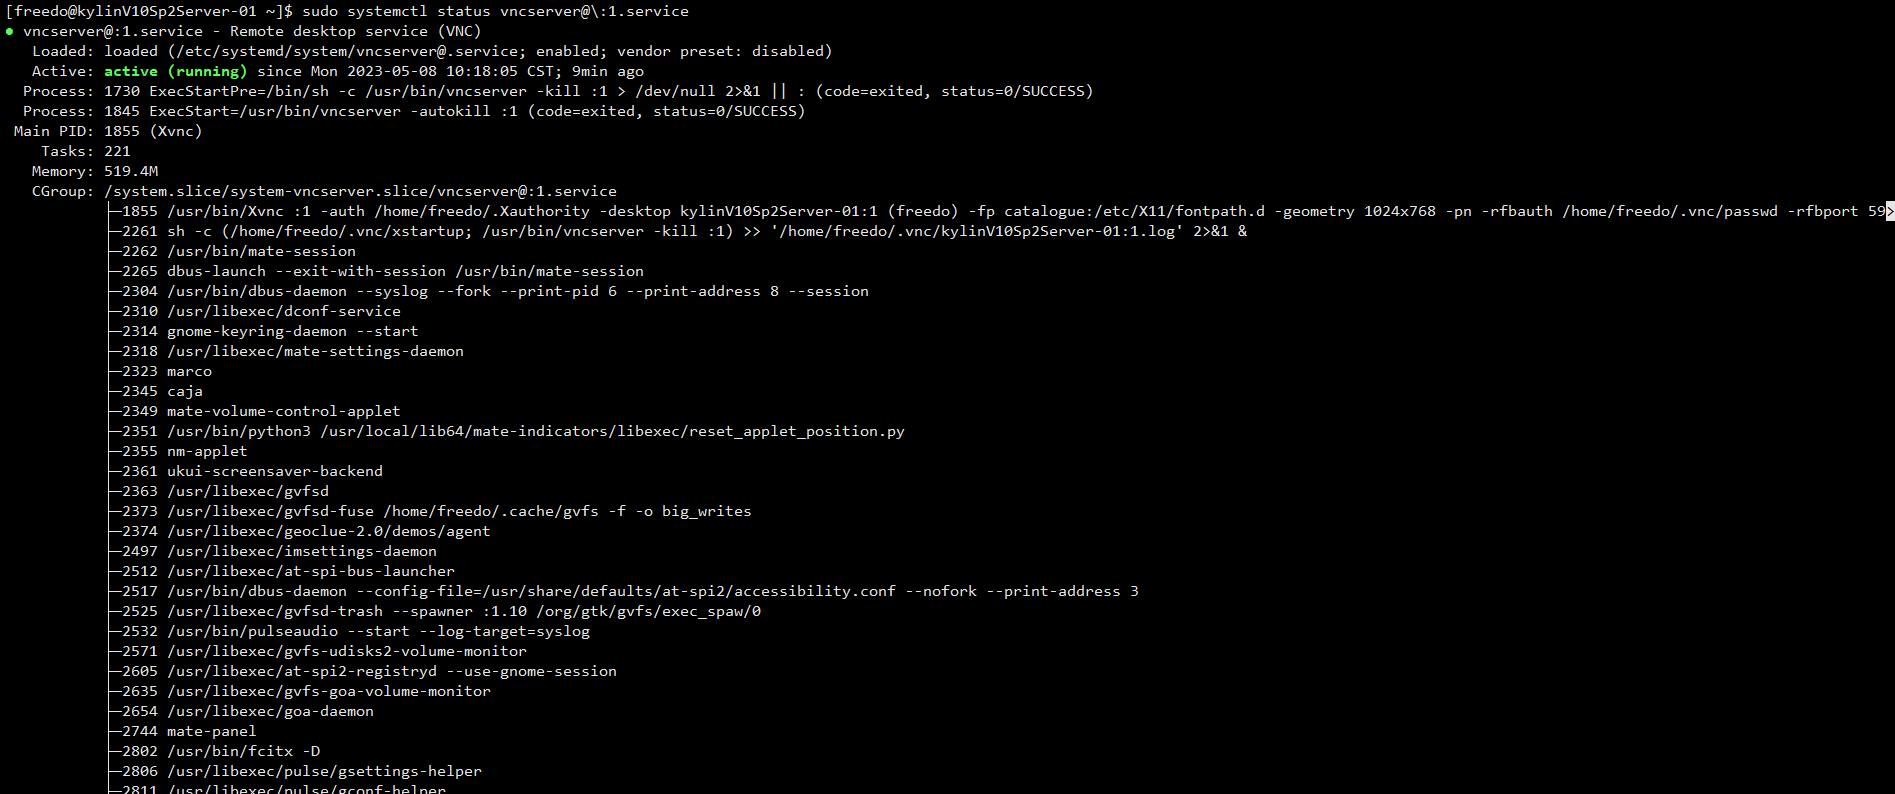 [freedo@kylinV10Sp2Server-01 ~]$ sudo systemctl status vncserver@\:1.service
● vncserver@:1.service - Remote desktop service (VNC)
   Loaded: loaded (/etc/systemd/system/vncserver@.service; enabled; vendor preset: disabled)
   Active: active (running) since Mon 2023-05-08 10:18:05 CST; 9min ago
  Process: 1730 ExecStartPre=/bin/sh -c /usr/bin/vncserver -kill :1 > /dev/null 2>&1 || : (code=exited, status=0/SUCCESS)
  Process: 1845 ExecStart=/usr/bin/vncserver -autokill :1 (code=exited, status=0/SUCCESS)
 Main PID: 1855 (Xvnc)
    Tasks: 221
   Memory: 519.4M
   CGroup: /system.slice/system-vncserver.slice/vncserver@:1.service
           ├─1855 /usr/bin/Xvnc :1 -auth /home/freedo/.Xauthority -desktop kylinV10Sp2Server-01:1 (freedo) -fp catalogue:/etc/X11/fontpath.d -geometry 1024x768 -pn -rfbauth /home/freedo/.vnc/passwd -rfbport 59>
           ├─2261 sh -c (/home/freedo/.vnc/xstartup; /usr/bin/vncserver -kill :1) >> '/home/freedo/.vnc/kylinV10Sp2Server-01:1.log' 2>&1 &
           ├─2262 /usr/bin/mate-session
           ├─2265 dbus-launch --exit-with-session /usr/bin/mate-session
           ├─2304 /usr/bin/dbus-daemon --syslog --fork --print-pid 6 --print-address 8 --session
           ├─2310 /usr/libexec/dconf-service
           ├─2314 gnome-keyring-daemon --start
           ├─2318 /usr/libexec/mate-settings-daemon
           ├─2323 marco
           ├─2345 caja
           ├─2349 mate-volume-control-applet
           ├─2351 /usr/bin/python3 /usr/local/lib64/mate-indicators/libexec/reset_applet_position.py
           ├─2355 nm-applet
           ├─2361 ukui-screensaver-backend
           ├─2363 /usr/libexec/gvfsd
           ├─2373 /usr/libexec/gvfsd-fuse /home/freedo/.cache/gvfs -f -o big_writes
           ├─2374 /usr/libexec/geoclue-2.0/demos/agent
           ├─2497 /usr/libexec/imsettings-daemon
           ├─2512 /usr/libexec/at-spi-bus-launcher
           ├─2517 /usr/bin/dbus-daemon --config-file=/usr/share/defaults/at-spi2/accessibility.conf --nofork --print-address 3
           ├─2525 /usr/libexec/gvfsd-trash --spawner :1.10 /org/gtk/gvfs/exec_spaw/0
           ├─2532 /usr/bin/pulseaudio --start --log-target=syslog
           ├─2571 /usr/libexec/gvfs-udisks2-volume-monitor
           ├─2605 /usr/libexec/at-spi2-registryd --use-gnome-session
           ├─2635 /usr/libexec/gvfs-goa-volume-monitor
           ├─2654 /usr/libexec/goa-daemon
           ├─2744 mate-panel
           ├─2802 /usr/bin/fcitx -D
           ├─2806 /usr/libexec/pulse/gsettings-helper
           ├─2811 /usr/libexec/pulse/gconf-helper